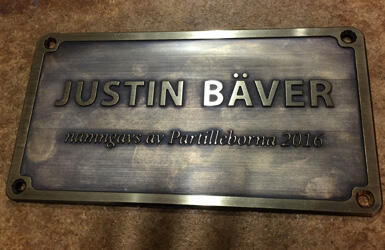 JUSTIN BÄVER
namngavs av Partilleborna 2016